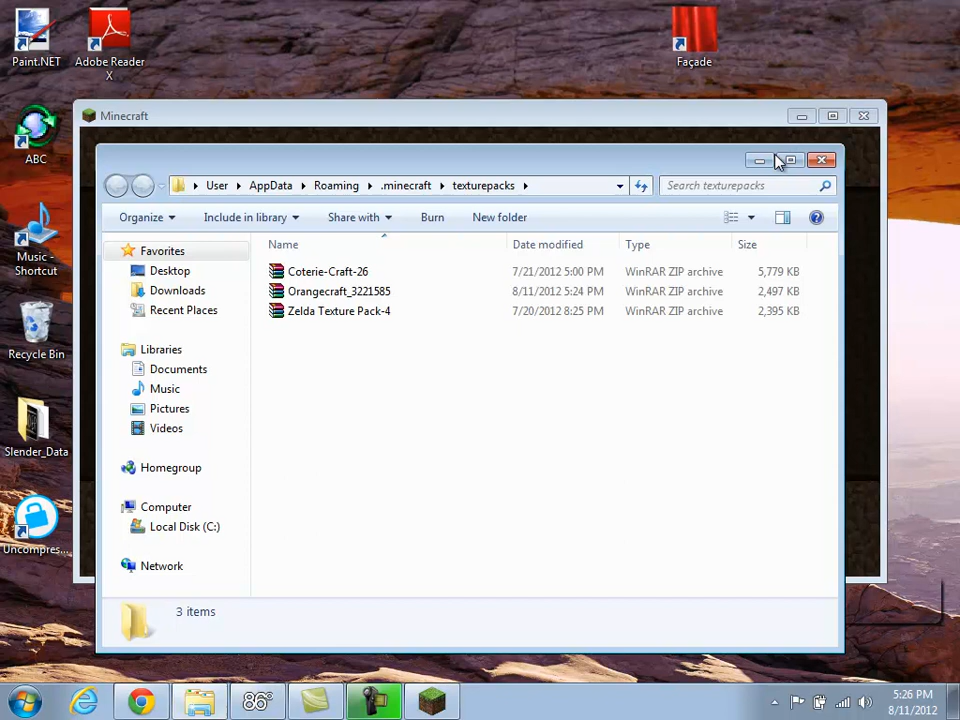 Paint.NET
Adobe Reader X
Façade
Minecraft
ABC
User
AppData
Roaming
.minecraft
texturepacks
Search texturepacks
Organize
Include in library
Share with
Burn
New folder
Music - Shortcut
Favorites
Desktop
Downloads
Recent Places
Libraries
Documents
Music
Pictures
Videos
Homegroup
Computer
Local Disk (C:)
Network
Name Date modified Type Size
Coterie-Craft-26 7/21/2012 5:00 PM WinRAR ZIP archive 5,779 KB
Orangecraft_3221585 8/11/2012 5:24 PM WinRAR ZIP archive 2,497 KB
Zelda Texture Pack-4 7/20/2012 8:25 PM WinRAR ZIP archive 2,395 KB
Recycle Bin
Slender_Data
Uncompres...
3 items
86°
5:26 PM
8/11/2012